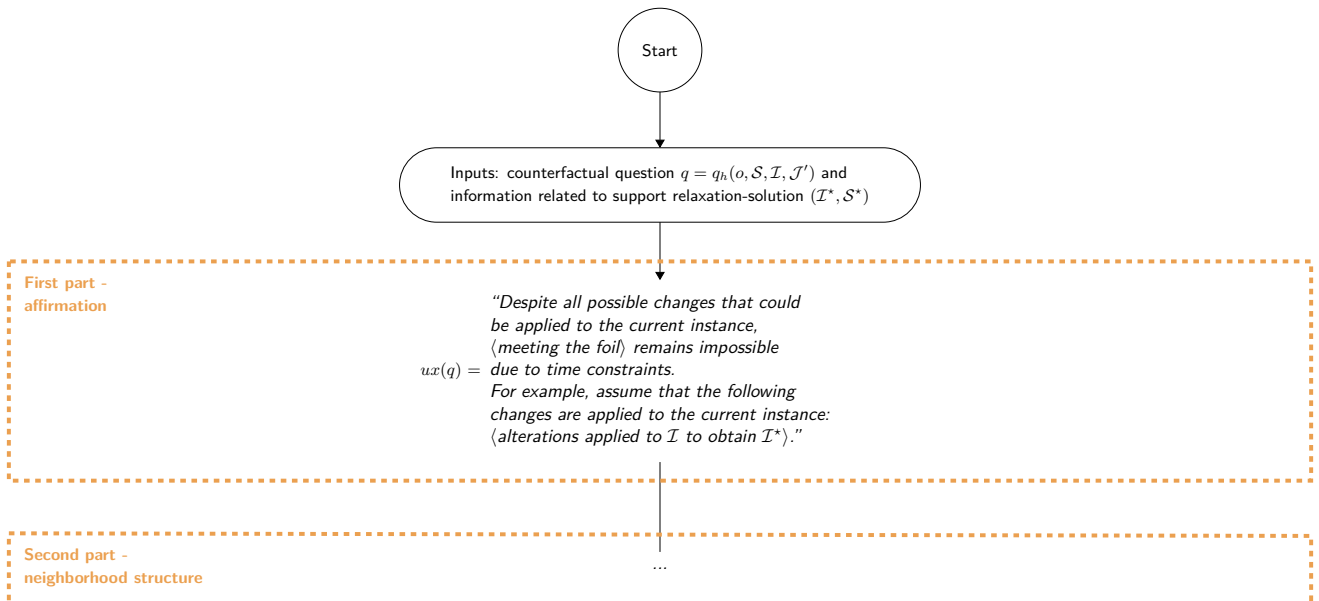 Start
Inputs: counterfactual question q = q_h(o, 𝒮, ℐ, 𝒥′) and
information related to support relaxation-solution (ℐ⋆, 𝒮⋆)
First part -
affirmation
“Despite all possible changes that could
be applied to the current instance,
⟨meeting the foil⟩ remains impossible
ux(q) = due to time constraints.
For example, assume that the following
changes are applied to the current instance:
⟨alterations applied to ℐ to obtain ℐ⋆⟩.”
Second part -
neighborhood structure
...